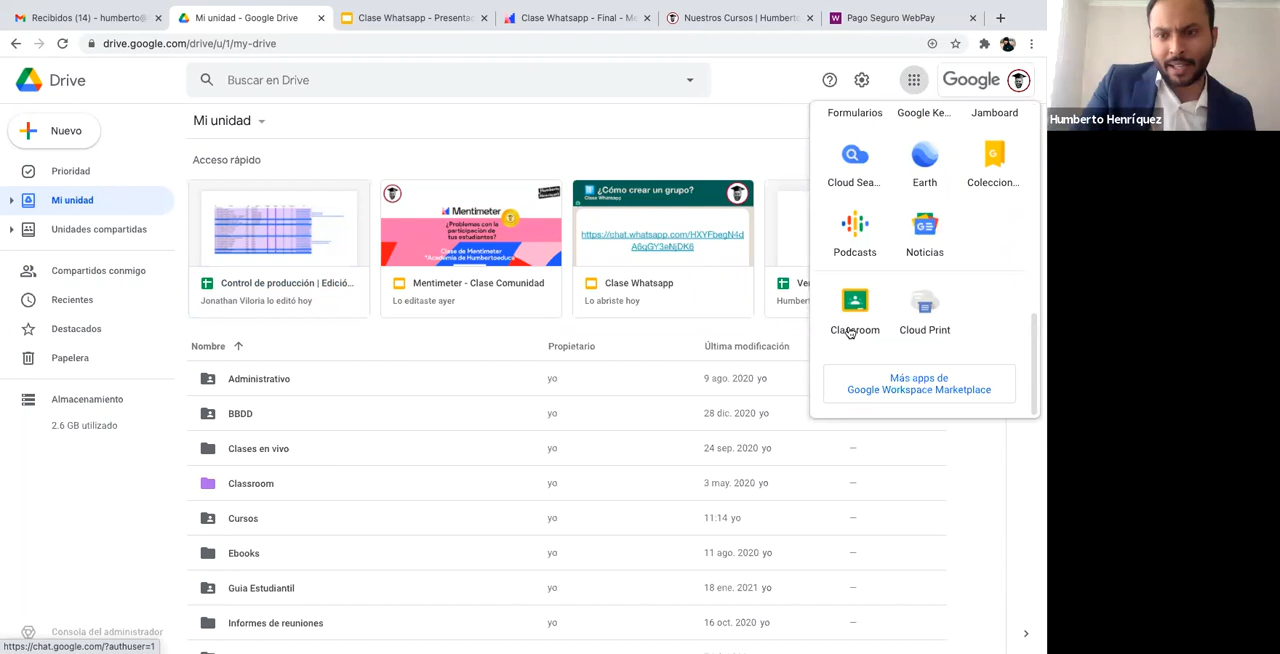 Recibidos (14) - humberto@
Mi unidad - Google Drive
Clase Whatsapp - Presentac
Clase Whatsapp - Final - Me
Nuestros Cursos | Humberto
Pago Seguro WebPay
drive.google.com/drive/u/1/my-drive
Drive
Buscar en Drive
Google
Nuevo
Prioridad
Mi unidad
Unidades compartidas
Compartidos conmigo
Recientes
Destacados
Papelera
Almacenamiento
2.6 GB utilizado
Consola del administrador
https://chat.google.com/?authuser=1
Mi unidad
Acceso rápido
Control de producción | Edició...
Jonathan Viloria lo editó hoy
Mentimeter
¿Problemas con la
participación de
tus estudiantes?
Clase de Mentimeter
Mentimeter - Clase Comunidad
Lo editaste ayer
¿Cómo crear un grupo?
Clase Whatsapp
https://chat.whatsapp.com/HXYFbegN4d
A6qGY3eNjDK6
Clase Whatsapp
Lo abriste hoy
Ver
Humbert
Nombre
Propietario
Última modificación
Administrativo yo 9 ago. 2020 yo
BBDD yo 28 dic. 2020 yo
Clases en vivo yo 24 sep. 2020 yo —
Classroom yo 3 may. 2020 yo —
Cursos yo 11:14 yo —
Ebooks yo 11 ago. 2020 yo —
Guia Estudiantil yo 18 ene. 2021 yo —
Informes de reuniones yo 16 oct. 2020 yo —
Formularios
Google Ke...
Jamboard
Cloud Sea...
Earth
Coleccion...
Podcasts
Noticias
Classroom
Cloud Print
Más apps de
Google Workspace Marketplace
Humberto Henríquez